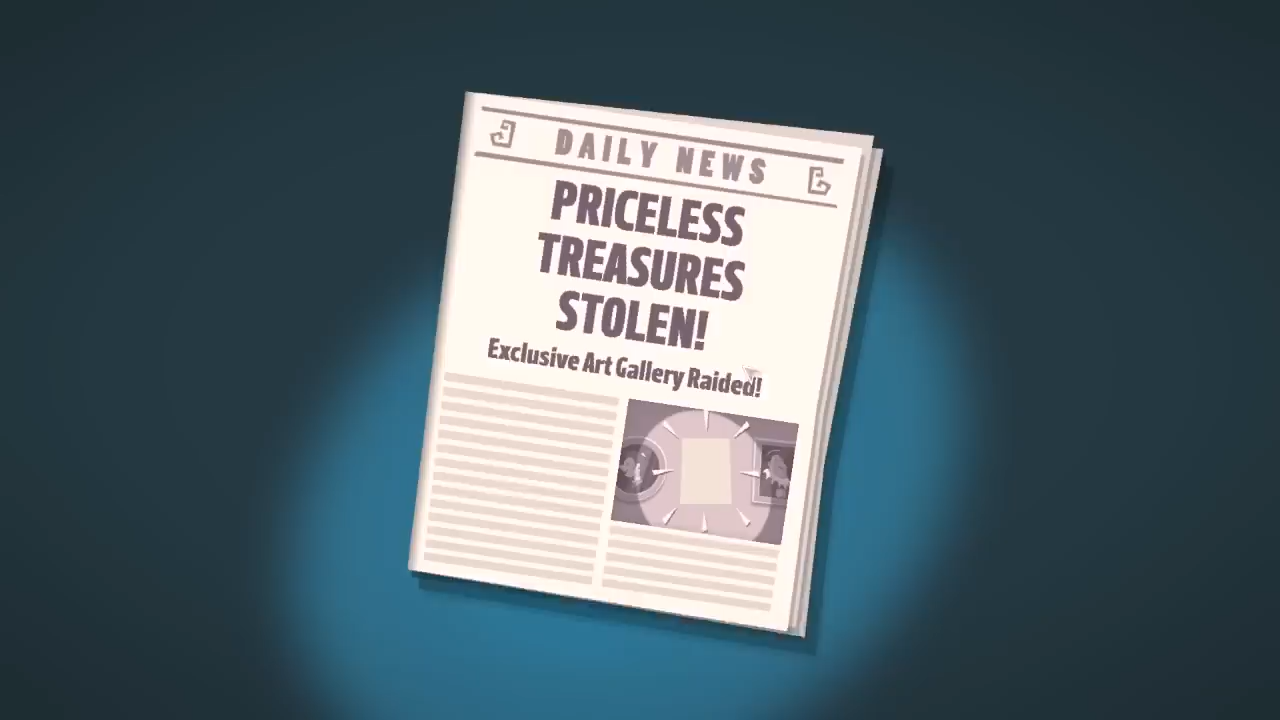 DAILY NEWS
PRICELESS
TREASURES
STOLEN!
Exclusive Art Gallery Raided!